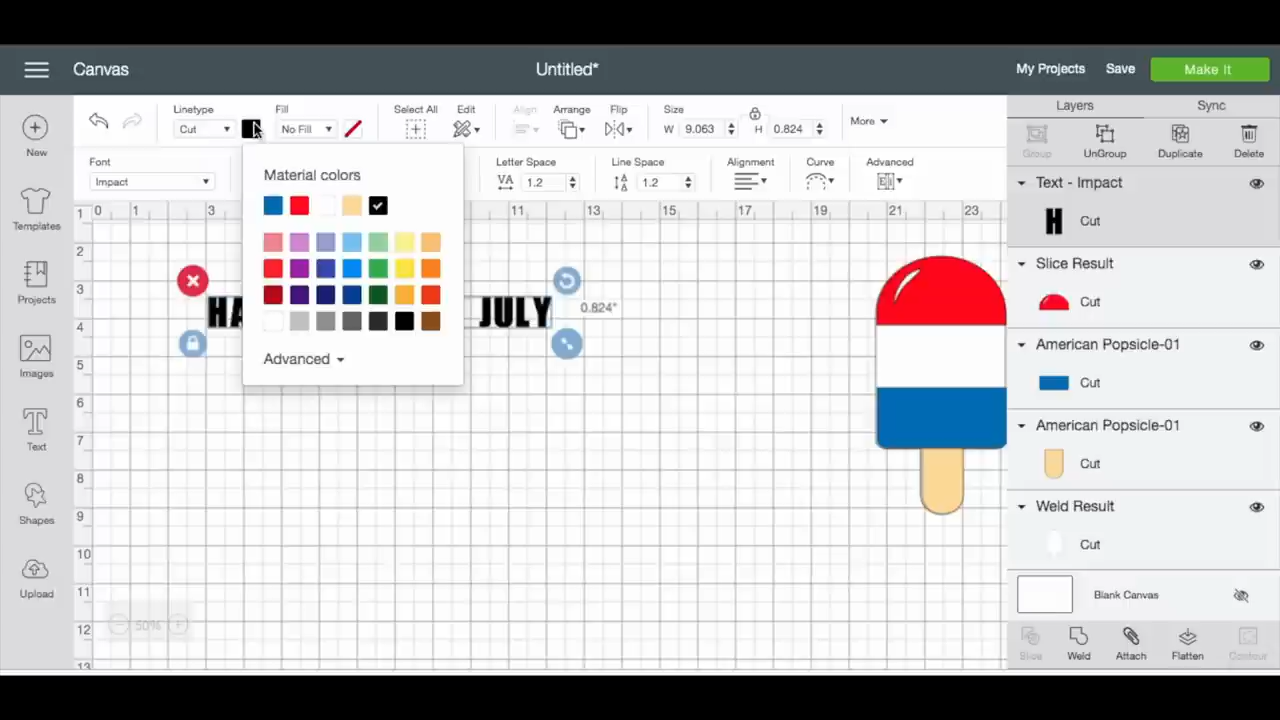 Canvas
Untitled*
My Projects
Save
Make It
New
Templates
Projects
Images
Text
Shapes
Upload
Linetype
Cut
Fill
No Fill
Select All
Edit
Align
Arrange
Flip
Size
W 9.063
H 0.824
More
Font
Impact
Letter Space
VA 1.2
Line Space
1.2
Alignment
Curve
Advanced
Material colors
Advanced
0 1 3 11 13 15 17 19 21 23
1
2
3
4
5
6
7
8
9
10
11
12
13
HA JULY
0.824"
50%
Layers
Sync
Group
UnGroup
Duplicate
Delete
Text - Impact
H Cut
Slice Result
Cut
American Popsicle-01
Cut
American Popsicle-01
Cut
Weld Result
Cut
Blank Canvas
Slice
Weld
Attach
Flatten
Contour